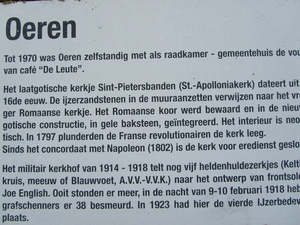 Oeren
Tot 1970 was Oeren zelfstandig met als raadkamer - gemeentehuis de vou
van café “De Leute”.
Het laatgotische kerkje Sint-Pietersbanden (St.-Apolloniakerk) dateert uit
16de eeuw. De ijzerzandstenen in de muuraanzetten verwijzen naar het vr
ger Romaanse kerkje. Het Romaanse koor werd bewaard en in de nieuw
gotische constructie, in gele baksteen, geïntegreerd. Het interieur is neo
tisch. In 1797 plunderden de Franse revolutionairen de kerk leeg.
Sinds het concordaat met Napoleon (1802) is de kerk voor eredienst geslo
Het militair kerkhof van 1914 - 1918 telt nog vijf heldenhuldezerkjes (Kelti
kruis, meeuw of Blauwvoet, A.V.V.-V.V.K.) naar het ontwerp van frontsol
Joe English. Ooit stonden er meer, in de nacht van 9-10 februari 1918 heb
grafschenners er 38 besmeurd. In 1923 had hier de vierde IJzerbedev
plaats.